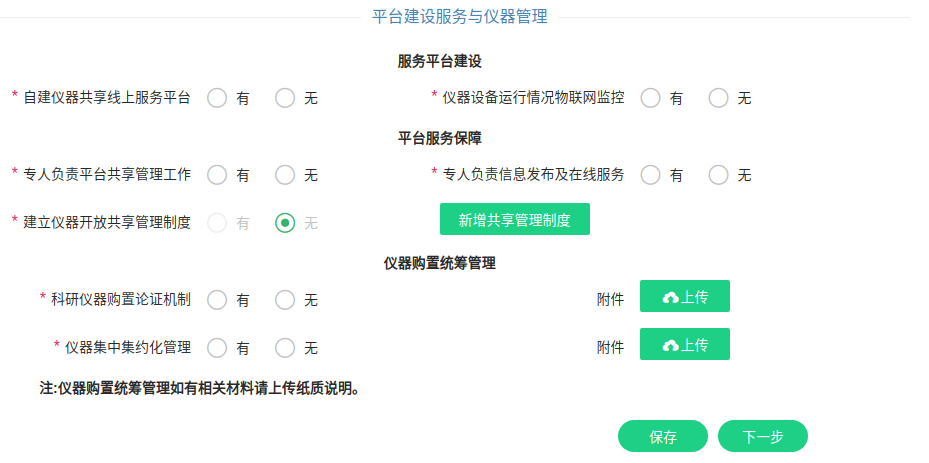 平台建设服务与仪器管理
服务平台建设
* 自建仪器共享线上服务平台 有 无 * 仪器设备运行情况物联网监控 有 无
平台服务保障
* 专人负责平台共享管理工作 有 无 * 专人负责信息发布及在线服务 有 无
* 建立仪器开放共享管理制度 有 无 新增共享管理制度
仪器购置统筹管理
* 科研仪器购置论证机制 有 无 附件 上传
* 仪器集中集约化管理 有 无 附件 上传
注:仪器购置统筹管理如有相关材料请上传纸质说明。
保存 下一步